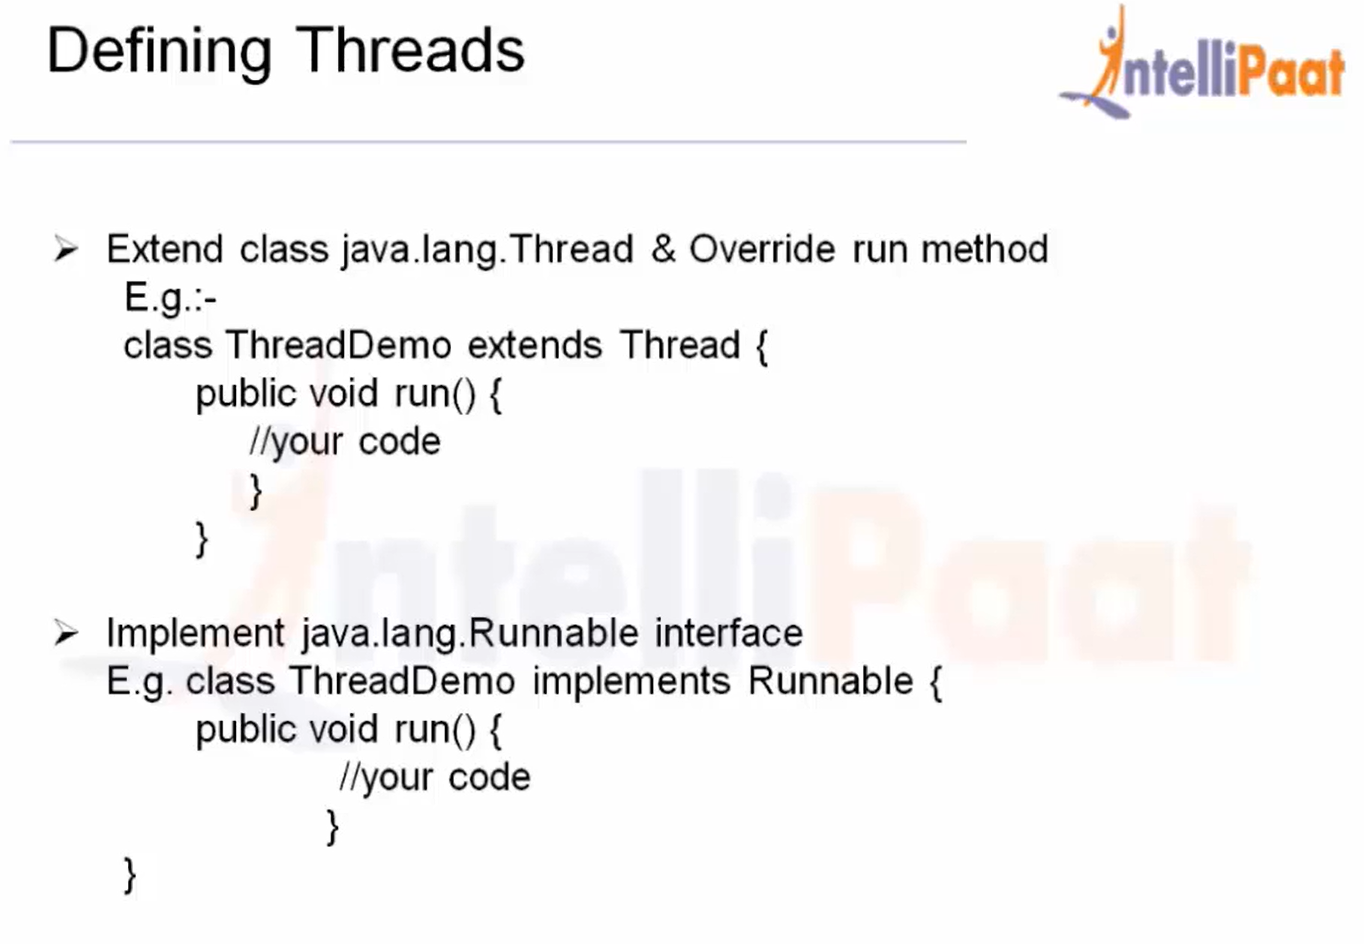 Defining Threads
IntelliPaat
➢ Extend class java.lang.Thread & Override run method
E.g.:-
class ThreadDemo extends Thread {
public void run() {
//your code
}
}
➢ Implement java.lang.Runnable interface
E.g. class ThreadDemo implements Runnable {
public void run() {
//your code
}
}
IntelliPaat